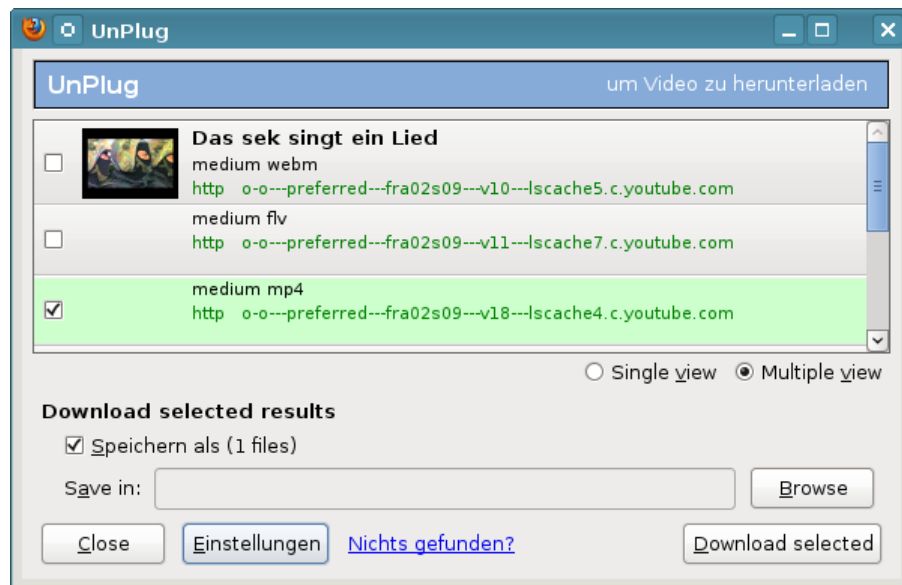 UnPlug
UnPlug um Video zu herunterladen
Das sek singt ein Lied
medium webm
http o-o---preferred---fra02s09---v10---lscache5.c.youtube.com
medium flv
http o-o---preferred---fra02s09---v11---lscache7.c.youtube.com
medium mp4
http o-o---preferred---fra02s09---v18---lscache4.c.youtube.com
Single view Multiple view
Download selected results
Speichern als (1 files)
Save in: Browse
Close Einstellungen Nichts gefunden? Download selected